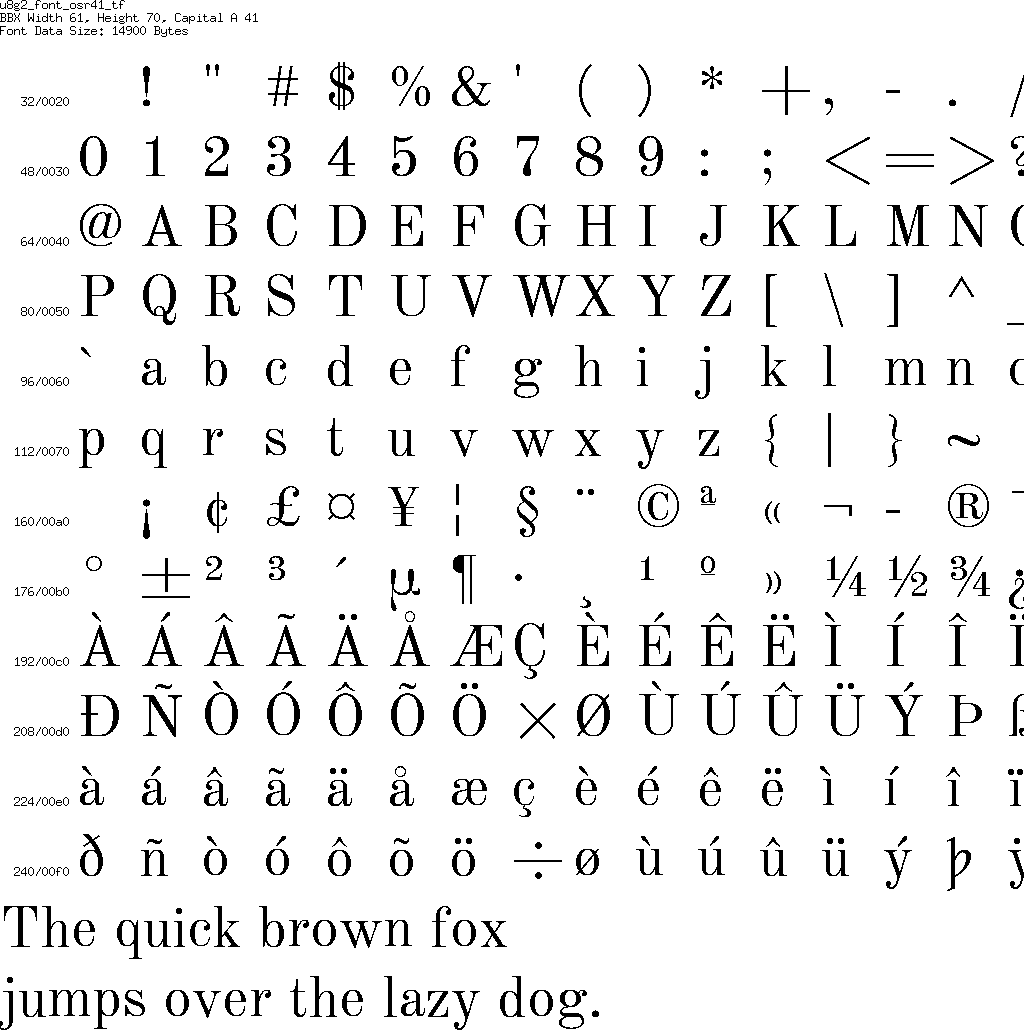 u8g2_font_osr41_tf
BBX Width 61, Height 70, Capital A 41
Font Data Size: 14900 Bytes
32/0020 ! " # $ % & ' ( ) * + , - . /
48/0030 0 1 2 3 4 5 6 7 8 9 : ; < = > ?
64/0040 @ A B C D E F G H I J K L M N O
80/0050 P Q R S T U V W X Y Z [ \ ] ^ _
96/0060 ` a b c d e f g h i j k l m n o
112/0070 p q r s t u v w x y z { | } ~
160/00a0 ¡ ¢ £ ¤ ¥ ¦ § ¨ © ª « ¬ - ® ¯
176/00b0 ° ± ² ³ ´ µ ¶ · ¸ ¹ º » ¼ ½ ¾ ¿
192/00c0 À Á Â Ã Ä Å Æ Ç È É Ê Ë Ì Í Î Ï
208/00d0 Ð Ñ Ò Ó Ô Õ Ö × Ø Ù Ú Û Ü Ý Þ ß
224/00e0 à á â ã ä å æ ç è é ê ë ì í î ï
240/00f0 ð ñ ò ó ô õ ö ÷ ø ù ú û ü ý þ ÿ
The quick brown fox
jumps over the lazy dog.